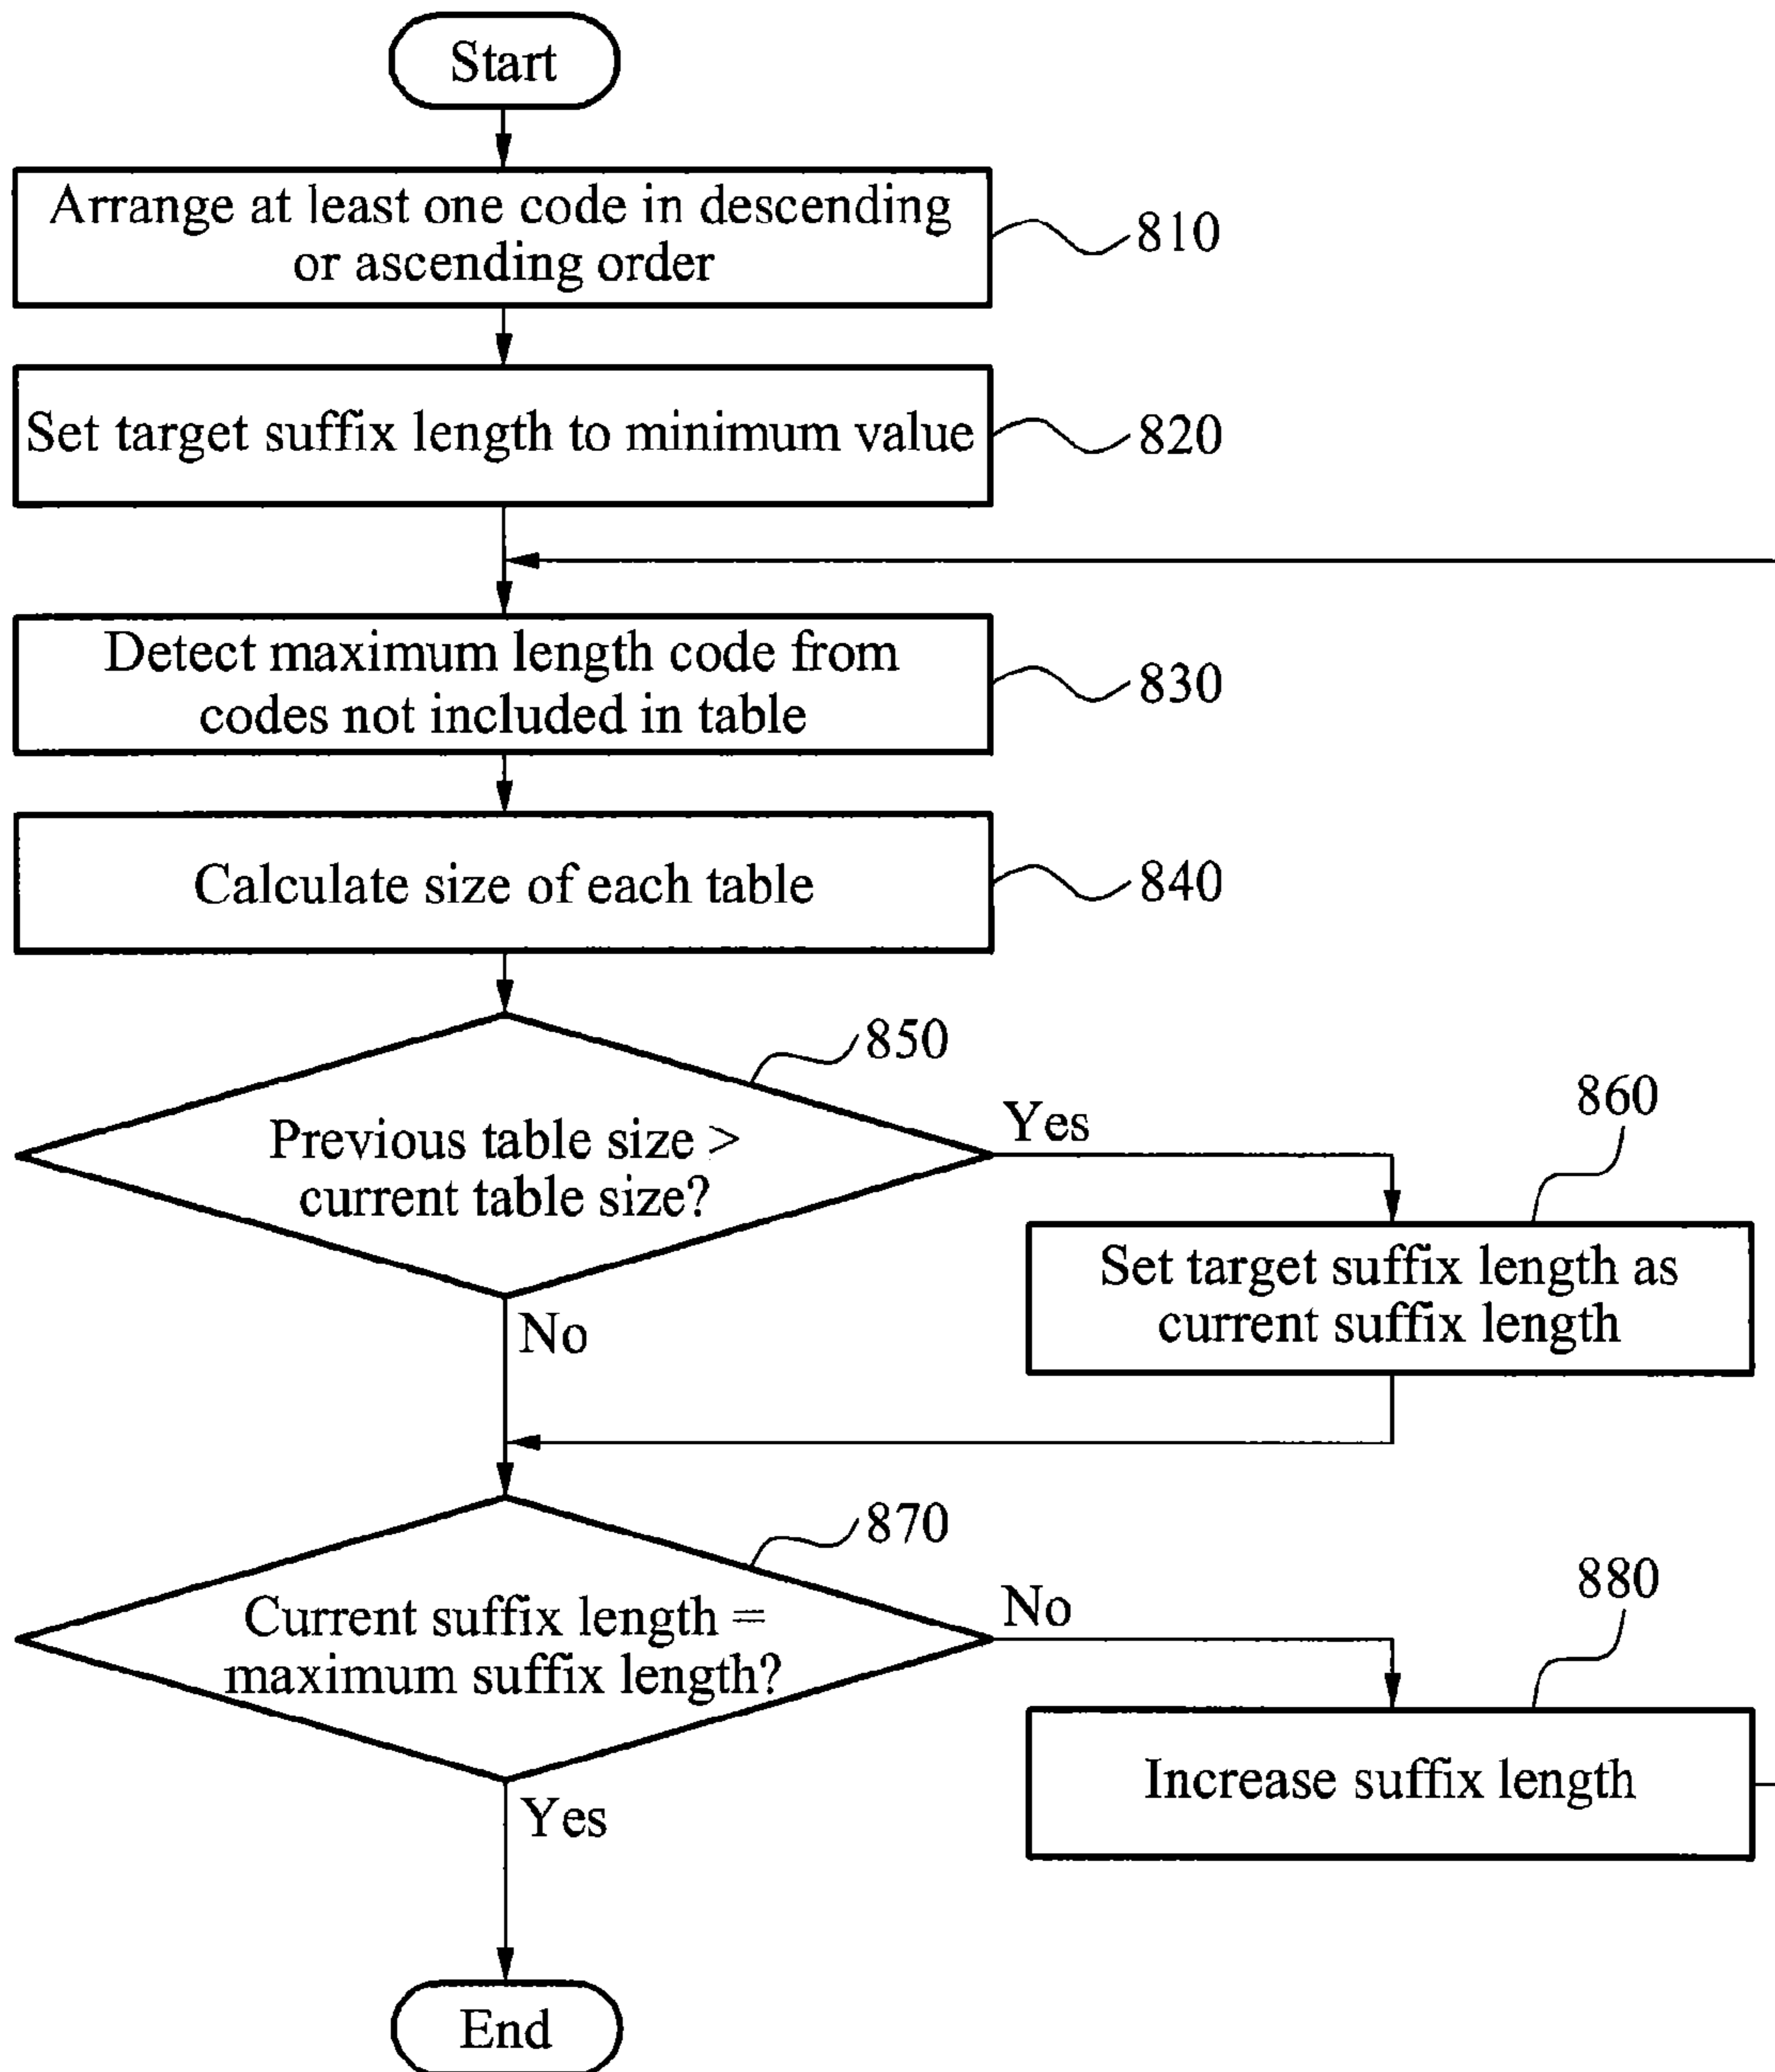 Start
Arrange at least one code in descending
or ascending order
810
Set target suffix length to minimum value
820
Detect maximum length code from
codes not included in table
830
Calculate size of each table
840
850
Previous table size >
current table size?
Yes
No
860
Set target suffix length as
current suffix length
870
Current suffix length =
maximum suffix length?
No
Yes
880
Increase suffix length
End